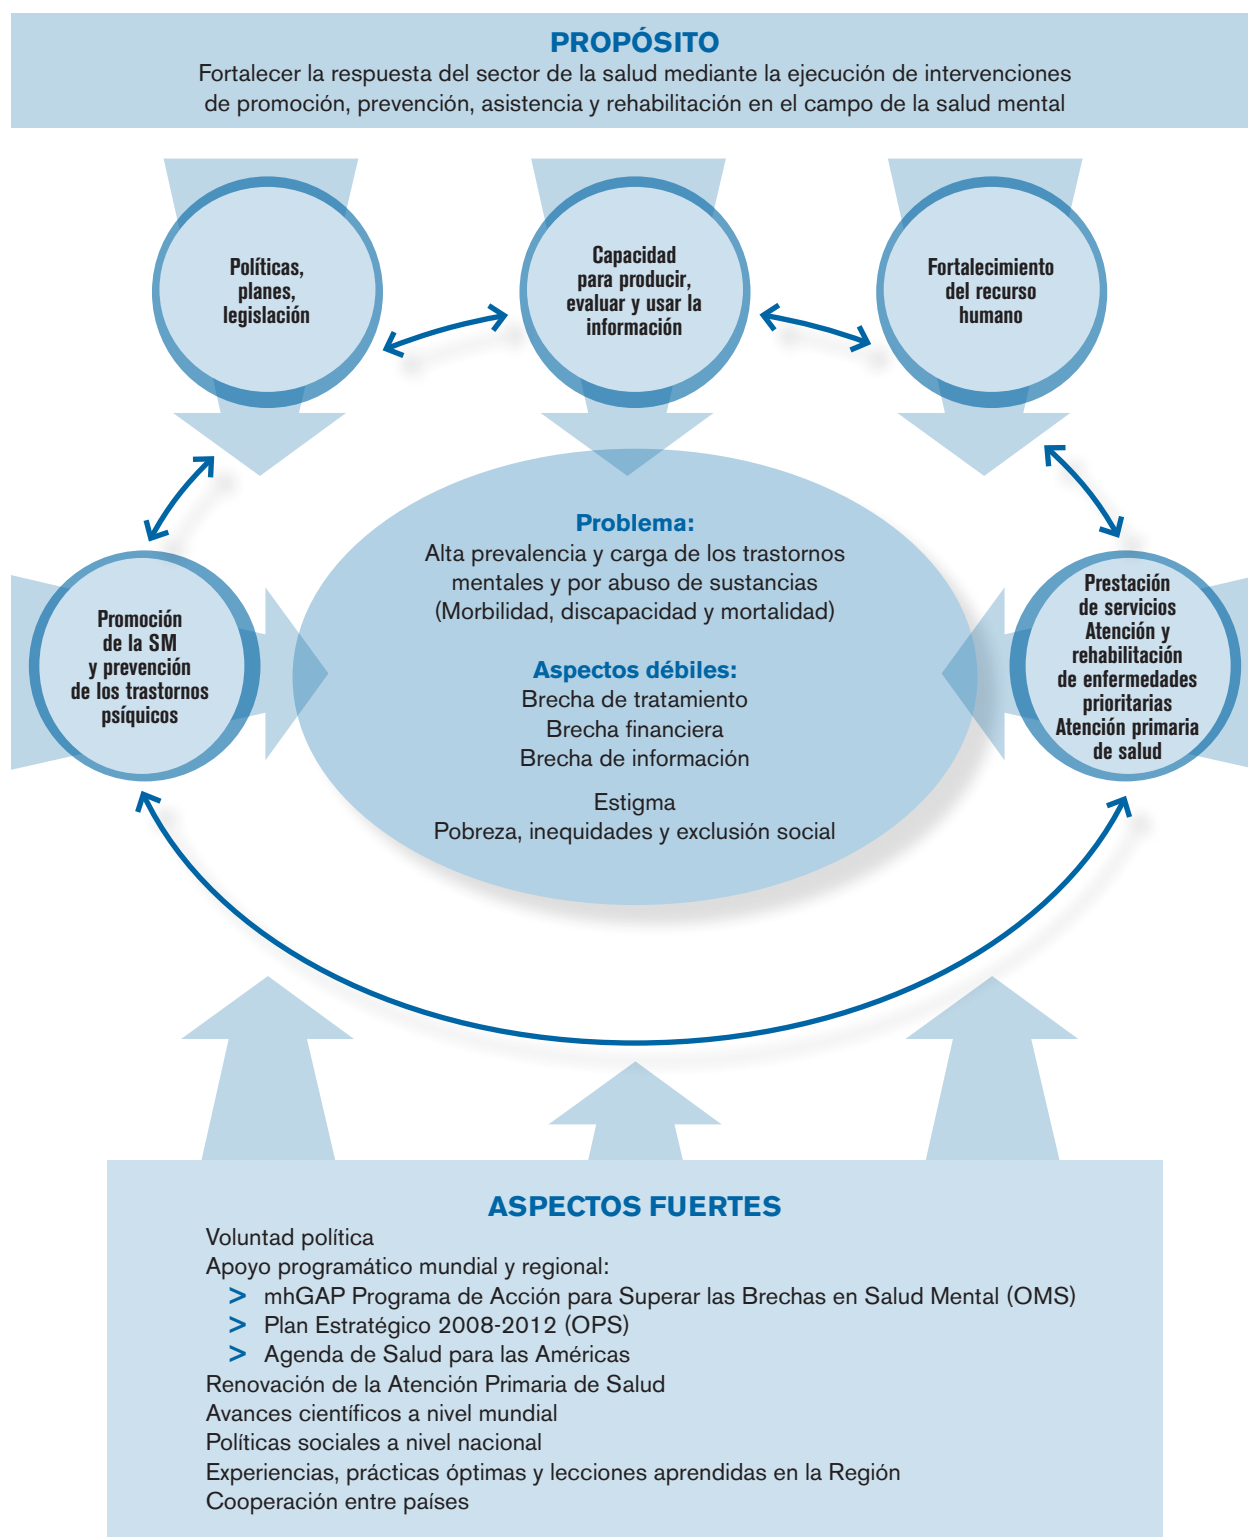 PROPÓSITO
Fortalecer la respuesta del sector de la salud mediante la ejecución de intervenciones
de promoción, prevención, asistencia y rehabilitación en el campo de la salud mental
Políticas,
planes,
legislación
Capacidad
para producir,
evaluar y usar la
información
Fortalecimiento
del recurso
humano
Promoción
de la SM
y prevención
de los trastornos
psíquicos
Problema:
Alta prevalencia y carga de los trastornos
mentales y por abuso de sustancias
(Morbilidad, discapacidad y mortalidad)
Aspectos débiles:
Brecha de tratamiento
Brecha financiera
Brecha de información
Estigma
Pobreza, inequidades y exclusión social
Prestación
de servicios
Atención y
rehabilitación
de enfermedades
prioritarias
Atención primaria
de salud
ASPECTOS FUERTES
Voluntad política
Apoyo programático mundial y regional:
> mhGAP Programa de Acción para Superar las Brechas en Salud Mental (OMS)
> Plan Estratégico 2008-2012 (OPS)
> Agenda de Salud para las Américas
Renovación de la Atención Primaria de Salud
Avances científicos a nivel mundial
Políticas sociales a nivel nacional
Experiencias, prácticas óptimas y lecciones aprendidas en la Región
Cooperación entre países